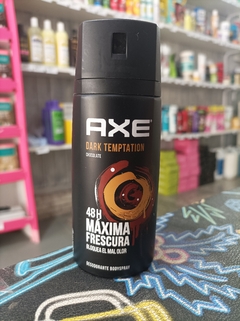 AXE
DARK TEMPTATION
CHOCOLATE
48H
MÁXIMA
FRESCURA
BLOQUEA EL MAL OLOR
DESODORANTE BODYSPRAY